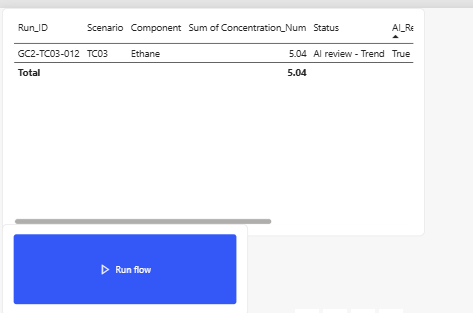 Run_ID Scenario Component Sum of Concentration_Num Status AI_Re
GC2-TC03-012 TC03 Ethane 5.04 AI review - Trend True
Total 5.04
Run flow